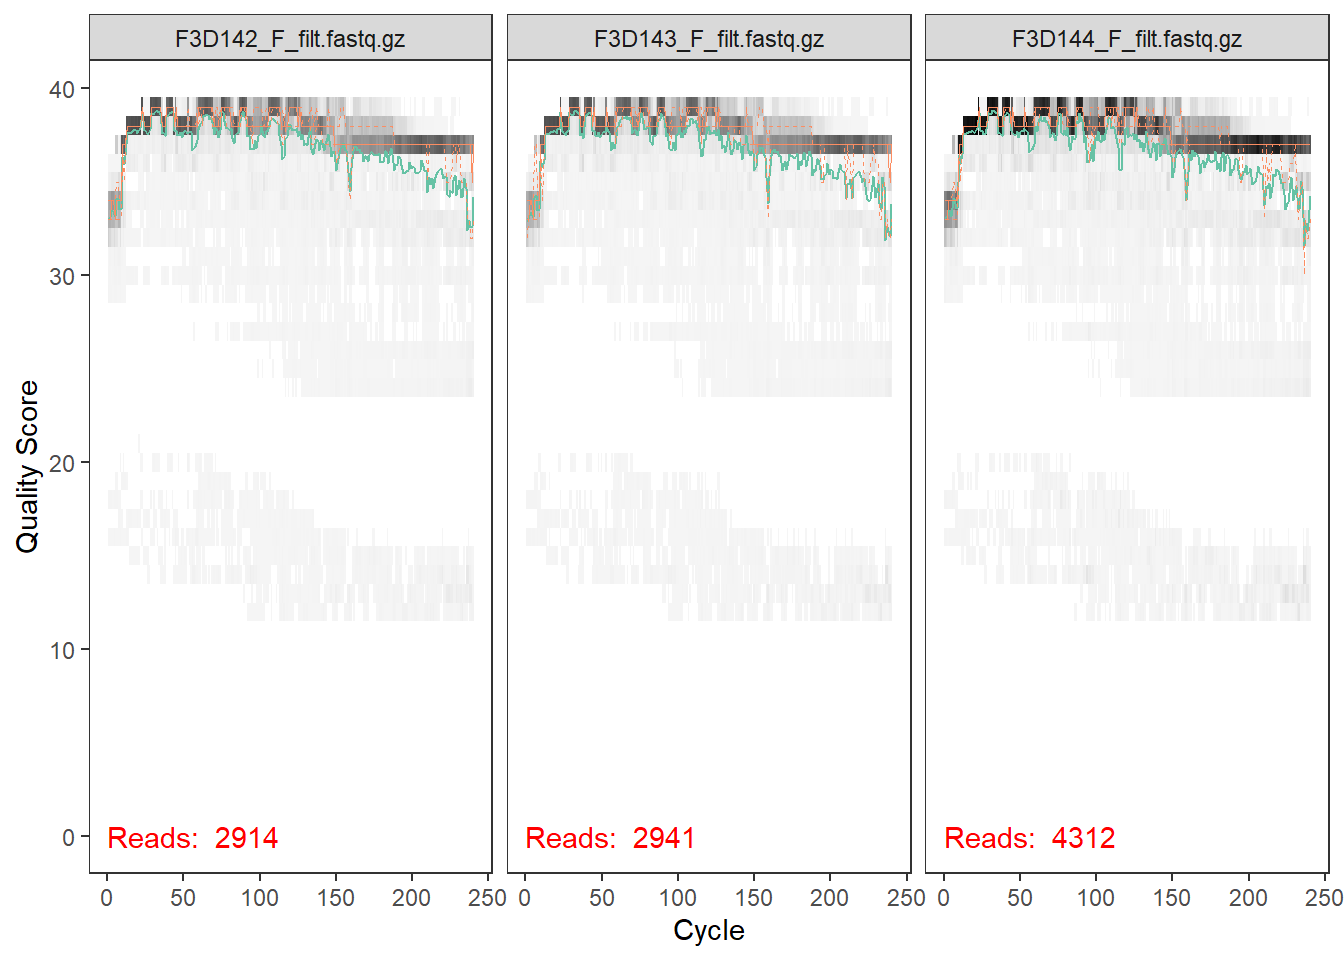 F3D142_F_filt.fastq.gz F3D143_F_filt.fastq.gz F3D144_F_filt.fastq.gz
Quality Score
40
30
20
10
0
Reads: 2914 Reads: 2941 Reads: 4312
0 50 100 150 200 250 0 50 100 150 200 250 0 50 100 150 200 250
Cycle